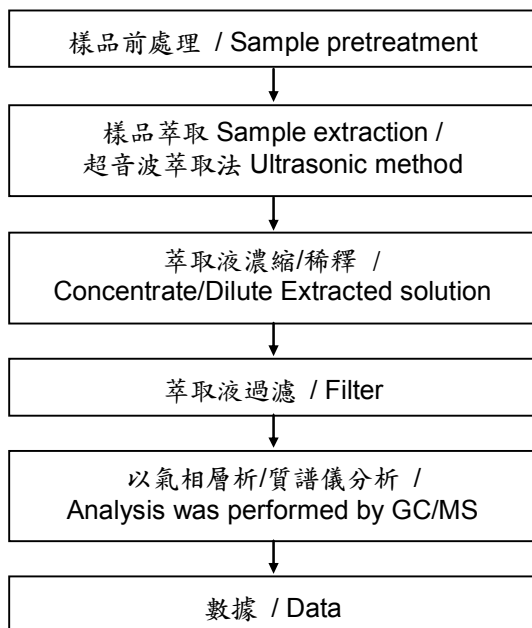 樣品前處理 / Sample pretreatment
樣品萃取 Sample extraction /
超音波萃取法 Ultrasonic method
萃取液濃縮/稀釋 /
Concentrate/Dilute Extracted solution
萃取液過濾 / Filter
以氣相層析/質譜儀分析 /
Analysis was performed by GC/MS
數據 / Data